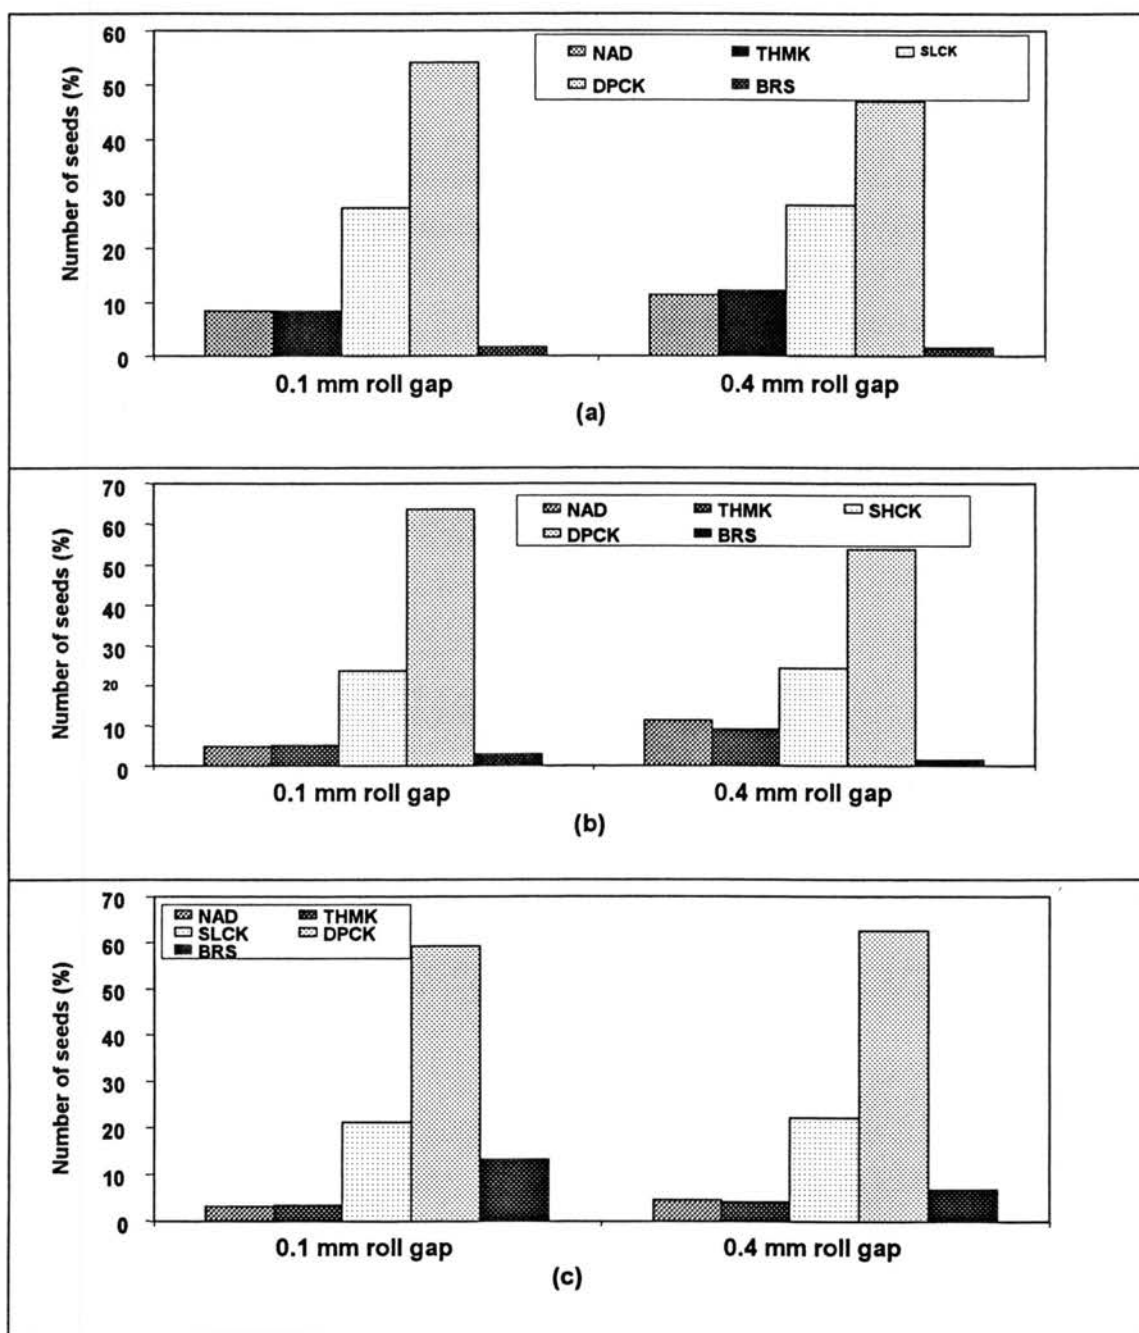 60
50
40
30
20
10
0
Number of seeds (%)
NAD THMK SLCK
DPCK BRS
0.1 mm roll gap 0.4 mm roll gap
(a)
70
60
50
40
30
20
10
0
Number of seeds (%)
NAD THMK SHCK
DPCK BRS
0.1 mm roll gap 0.4 mm roll gap
(b)
70
60
50
40
30
20
10
0
Number of seeds (%)
NAD THMK
SLCK DPCK
BRS
0.1 mm roll gap 0.4 mm roll gap
(c)